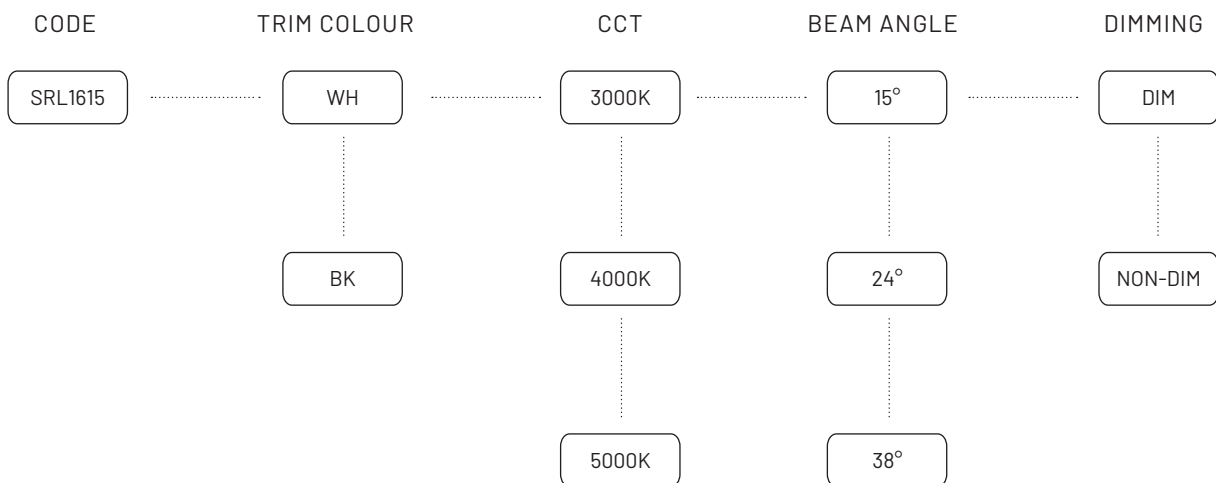 CODE TRIM COLOUR CCT BEAM ANGLE DIMMING
SRL1615 WH 3000K 15° DIM
BK 4000K 24° NON-DIM
5000K 38°